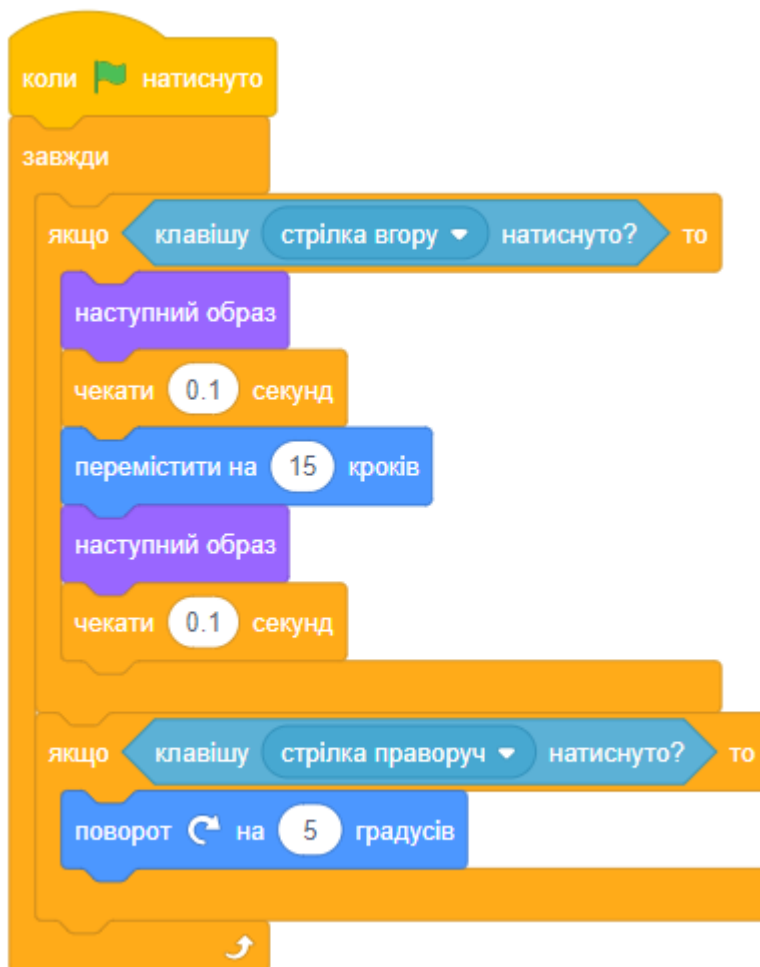 коли натиснуто
завжди
якщо клавішу стрілка вгору натиснуто? то
наступний образ
чекати 0.1 секунд
перемістити на 15 кроків
наступний образ
чекати 0.1 секунд
якщо клавішу стрілка праворуч натиснуто? то
поворот на 5 градусів